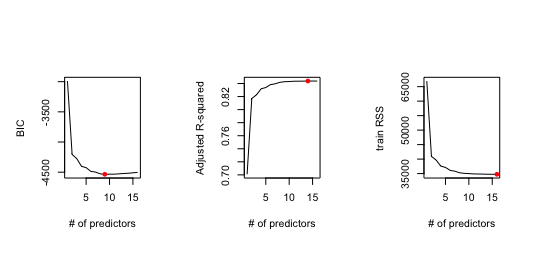 BIC
-3500
-4500
5 10 15
# of predictors
Adjusted R-squared
0.82
0.76
0.70
5 10 15
# of predictors
train RSS
65000
50000
35000
5 10 15
# of predictors